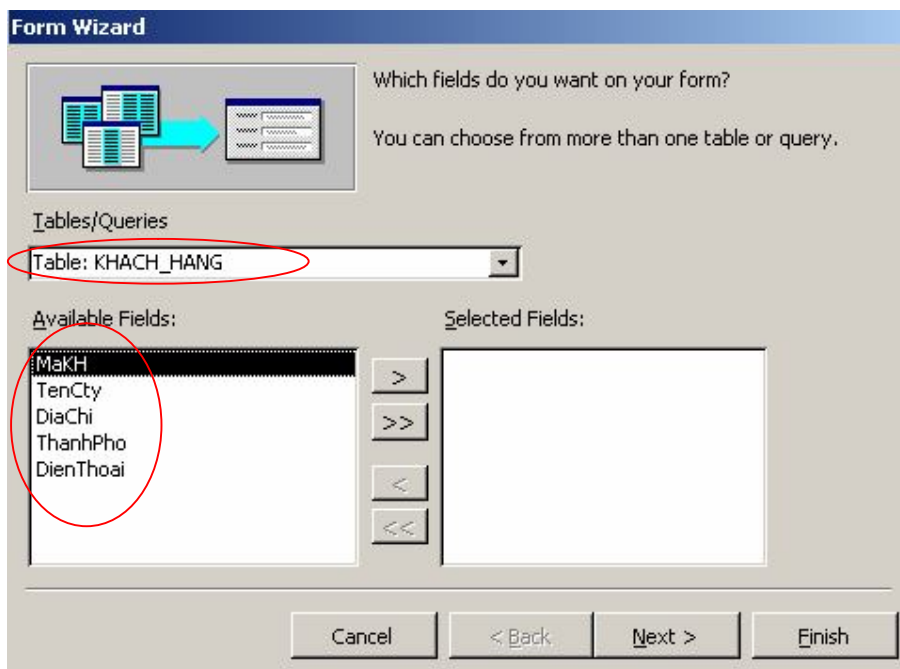 Form Wizard
Which fields do you want on your form?
You can choose from more than one table or query.
Tables/Queries
Table: KHACH_HANG
Available Fields:
Selected Fields:
MaKH
TenCty
DiaChi
ThanhPho
DienThoai
>
>>
<
<<
Cancel
< Back
Next >
Finish